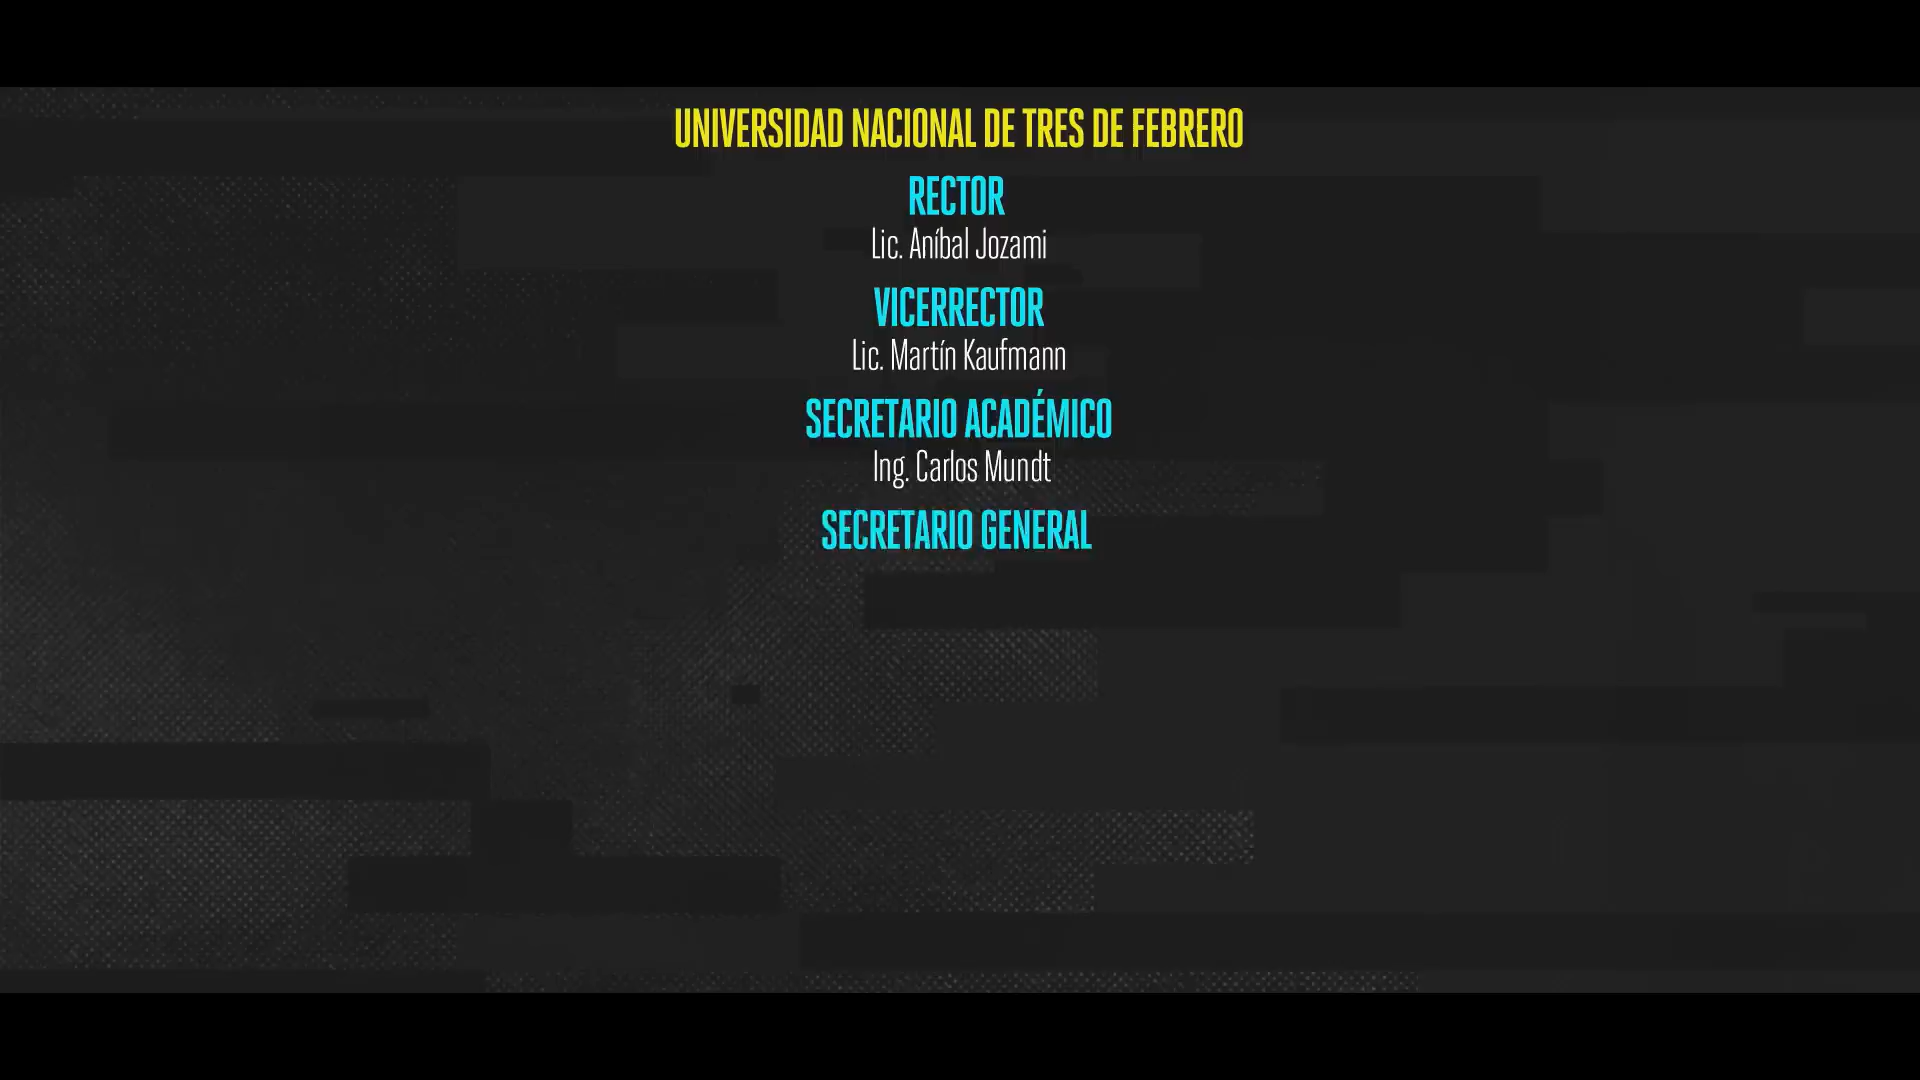 UNIVERSIDAD NACIONAL DE TRES DE FEBRERO
RECTOR
Lic. Aníbal Jozami
VICERRECTOR
Lic. Martín Kaufmann
SECRETARIO ACADÉMICO
Ing. Carlos Mundt
SECRETARIO GENERAL